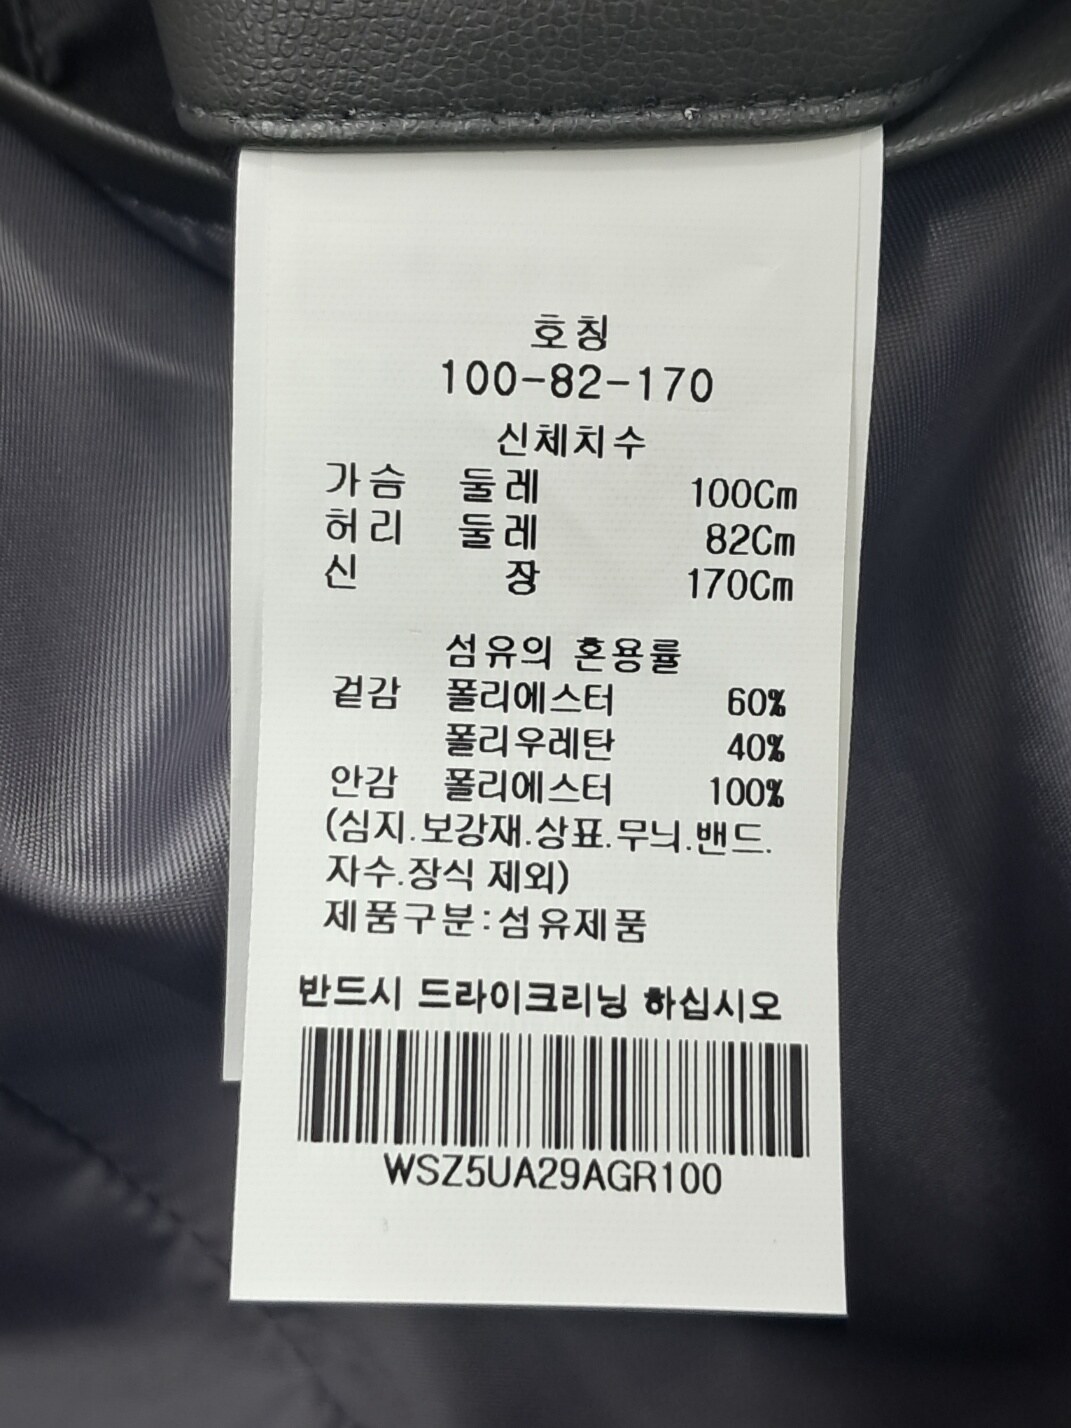 호칭
100-82-170
신체치수
가슴 둘레 100Cm
허리 둘레 82Cm
신 장 170Cm
섬유의 혼용률
겉감 폴리에스터 60%
폴리우레탄 40%
안감 폴리에스터 100%
(심지.보강재.상표.무늬.밴드.
자수.장식 제외)
제품구분:섬유제품
반드시 드라이크리닝 하십시오
WSZ5UA29AGR100